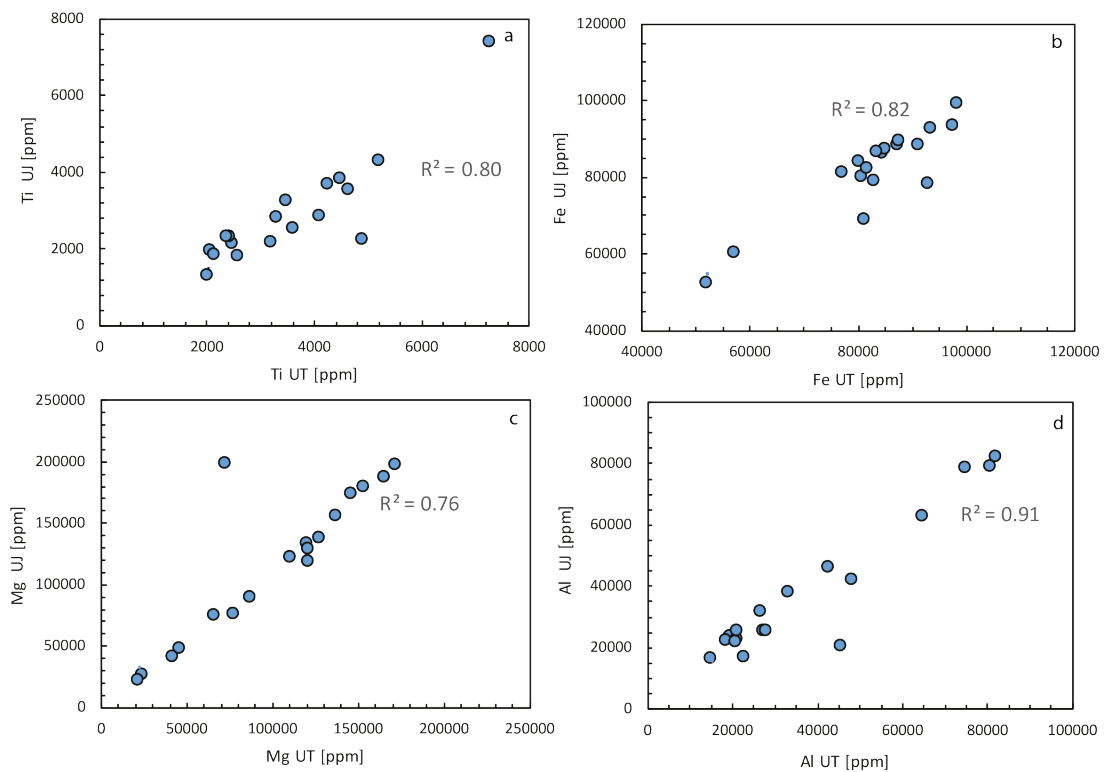 8000
6000
4000
2000
0
Ti UJ [ppm]
a
R² = 0.80
0 2000 4000 6000 8000
Ti UT [ppm]
120000
100000
80000
60000
40000
Fe UJ [ppm]
b
R² = 0.82
40000 60000 80000 100000 120000
Fe UT [ppm]
250000
200000
150000
100000
50000
0
Mg UJ [ppm]
c
R² = 0.76
0 50000 100000 150000 200000 250000
Mg UT [ppm]
100000
80000
60000
40000
20000
0
Al UJ [ppm]
d
R² = 0.91
0 20000 40000 60000 80000 100000
Al UT [ppm]